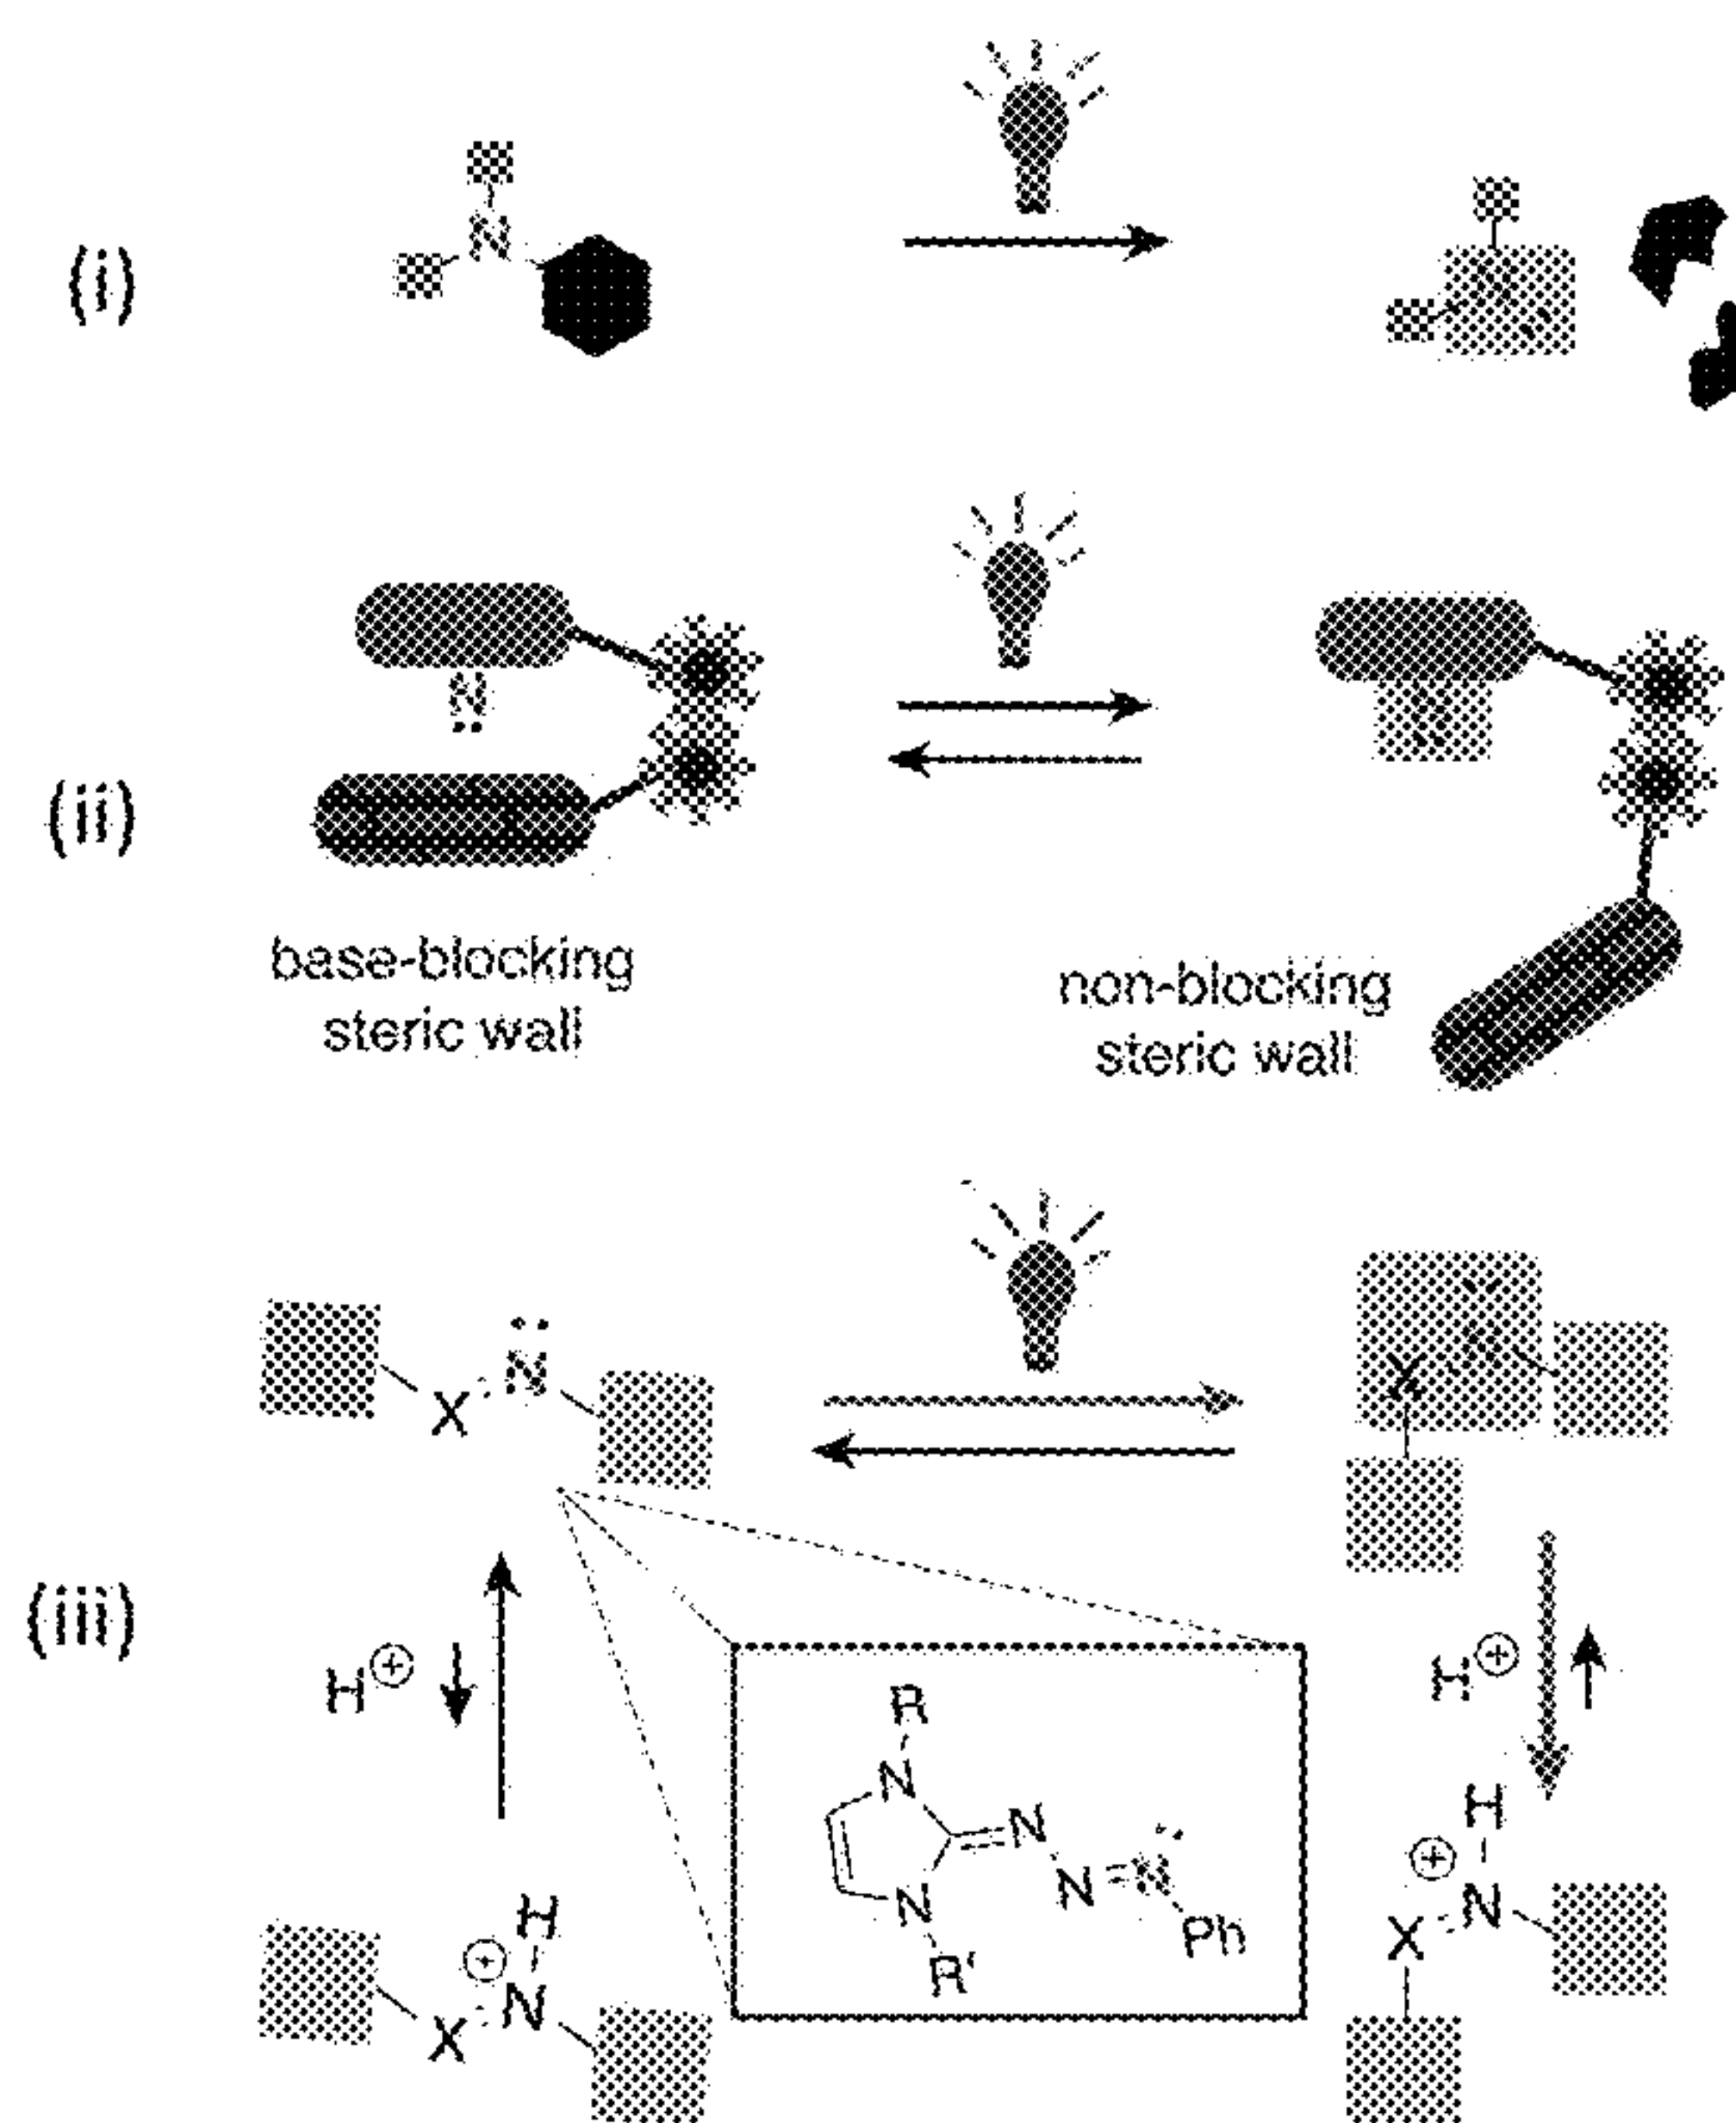 (i)
N
(ii)
N
base-blocking
steric wall
non-blocking
steric wall
(iii)
X
N
X
H⊕
H⊕
R
N
N
N
N
N
R'
Ph
H
⊕
N
X
H
⊕
N
X